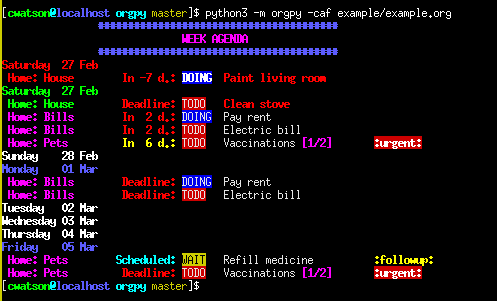 [cwatson@localhost orgpy master]$ python3 -m orgpy -caf example/example.org
****************************************
WEEK AGENDA
****************************************
Saturday 27 Feb
Home: House In -7 d.: DOING Paint living room
Saturday 27 Feb
Home: House Deadline: TODO Clean stove
Home: Bills In 2 d.: DOING Pay rent
Home: Bills In 2 d.: TODO Electric bill
Home: Pets In 6 d.: TODO Vaccinations [1/2] :urgent:
Sunday 28 Feb
Monday 01 Mar
Home: Bills Deadline: DOING Pay rent
Home: Bills Deadline: TODO Electric bill
Tuesday 02 Mar
Wednesday 03 Mar
Thursday 04 Mar
Friday 05 Mar
Home: Pets Scheduled: WAIT Refill medicine :followup:
Home: Pets Deadline: TODO Vaccinations [1/2] :urgent:
[cwatson@localhost orgpy master]$